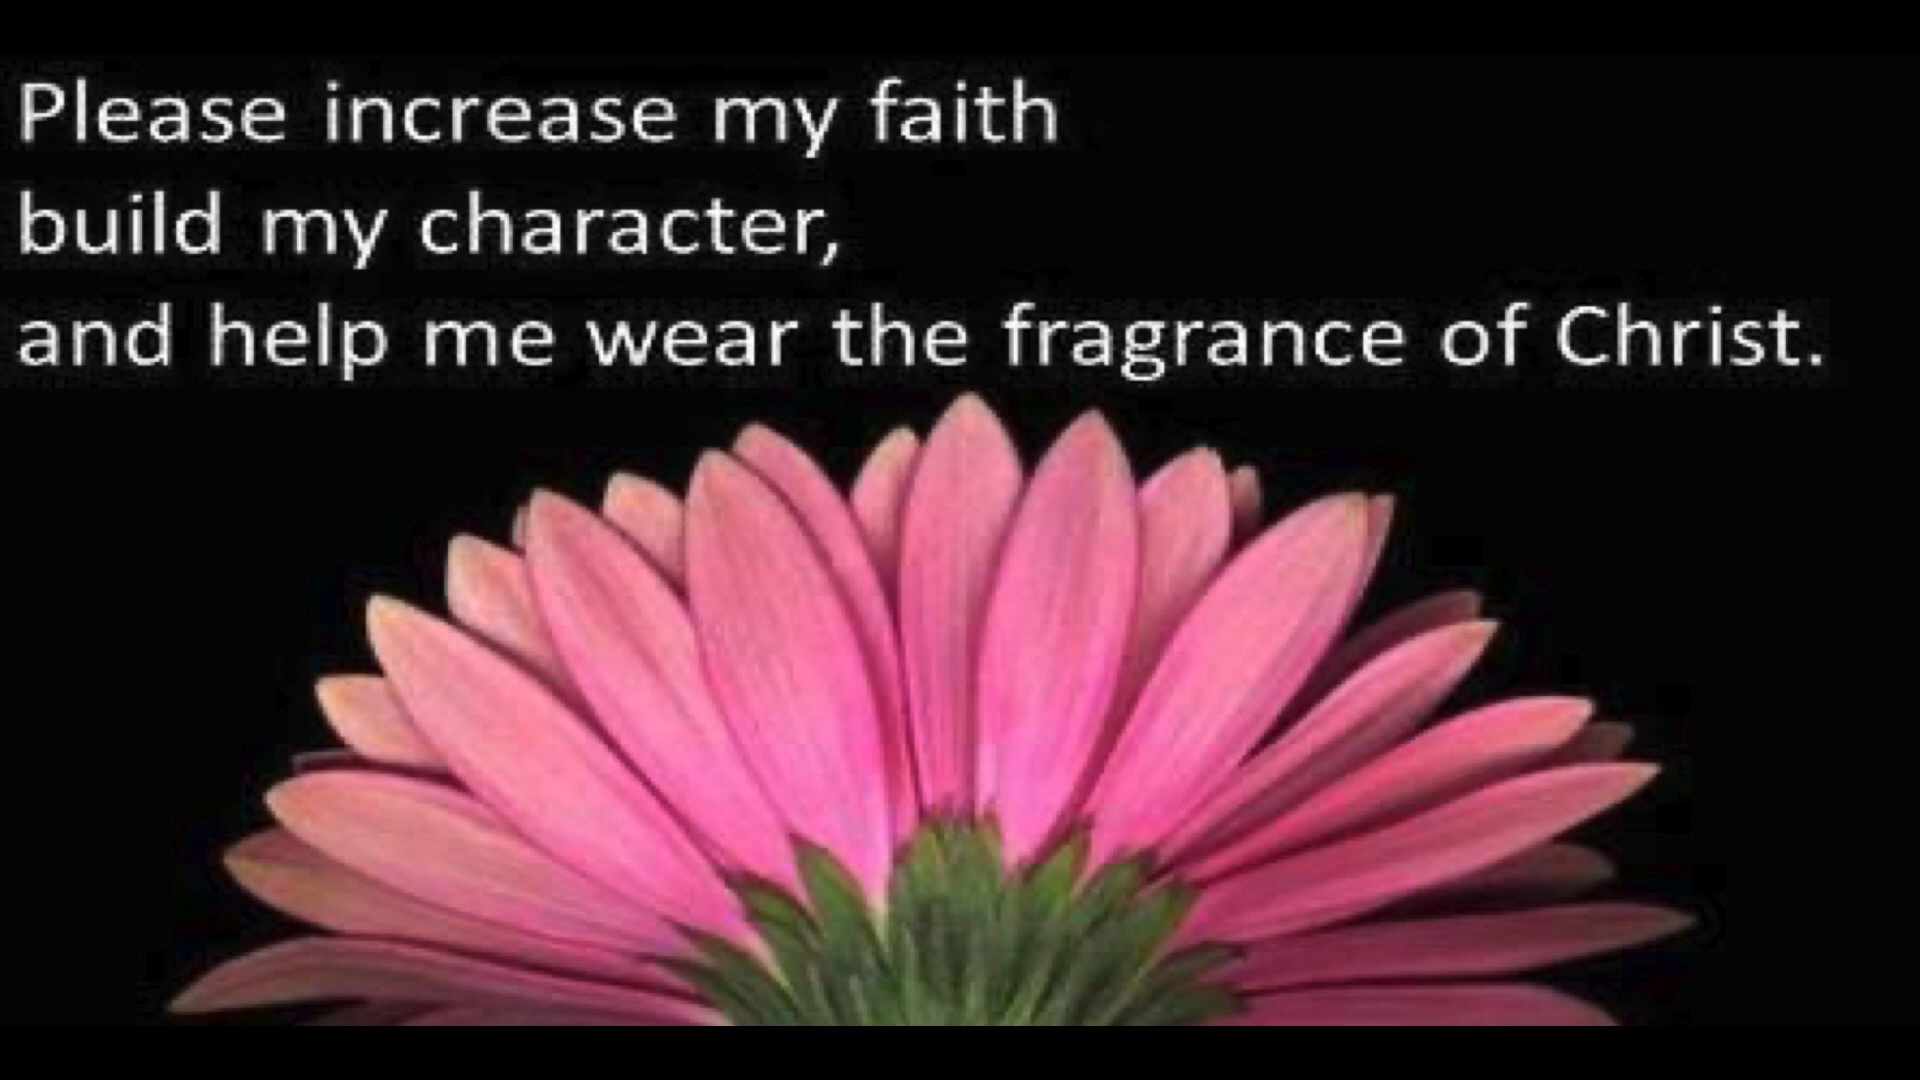 Please increase my faith
build my character,
and help me wear the fragrance of Christ.